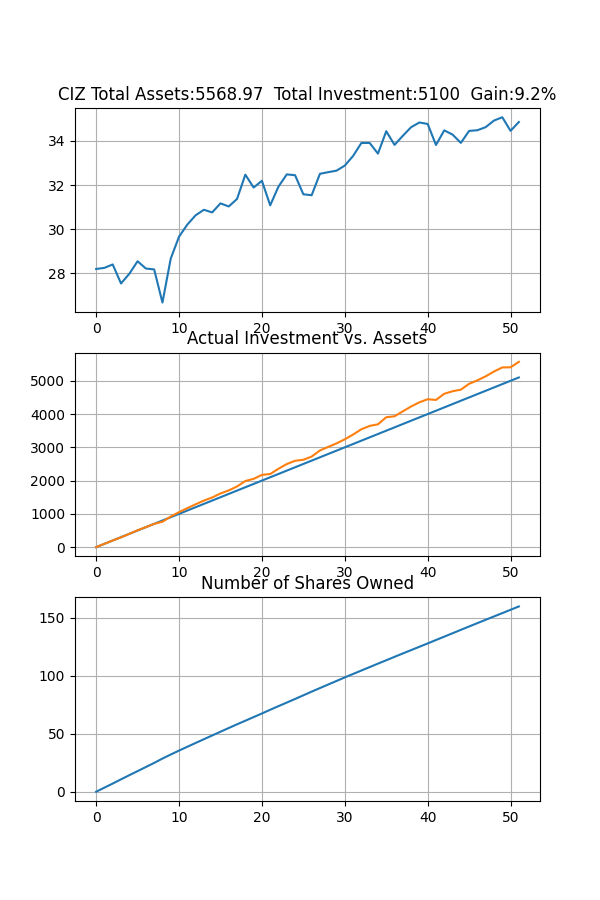 CIZ Total Assets:5568.97  Total Investment:5100  Gain:9.2%
34
32
30
28
0 10 20 30 40 50
Actual Investment vs. Assets
5000
4000
3000
2000
1000
0
0 10 20 30 40 50
Number of Shares Owned
150
100
50
0
0 10 20 30 40 50